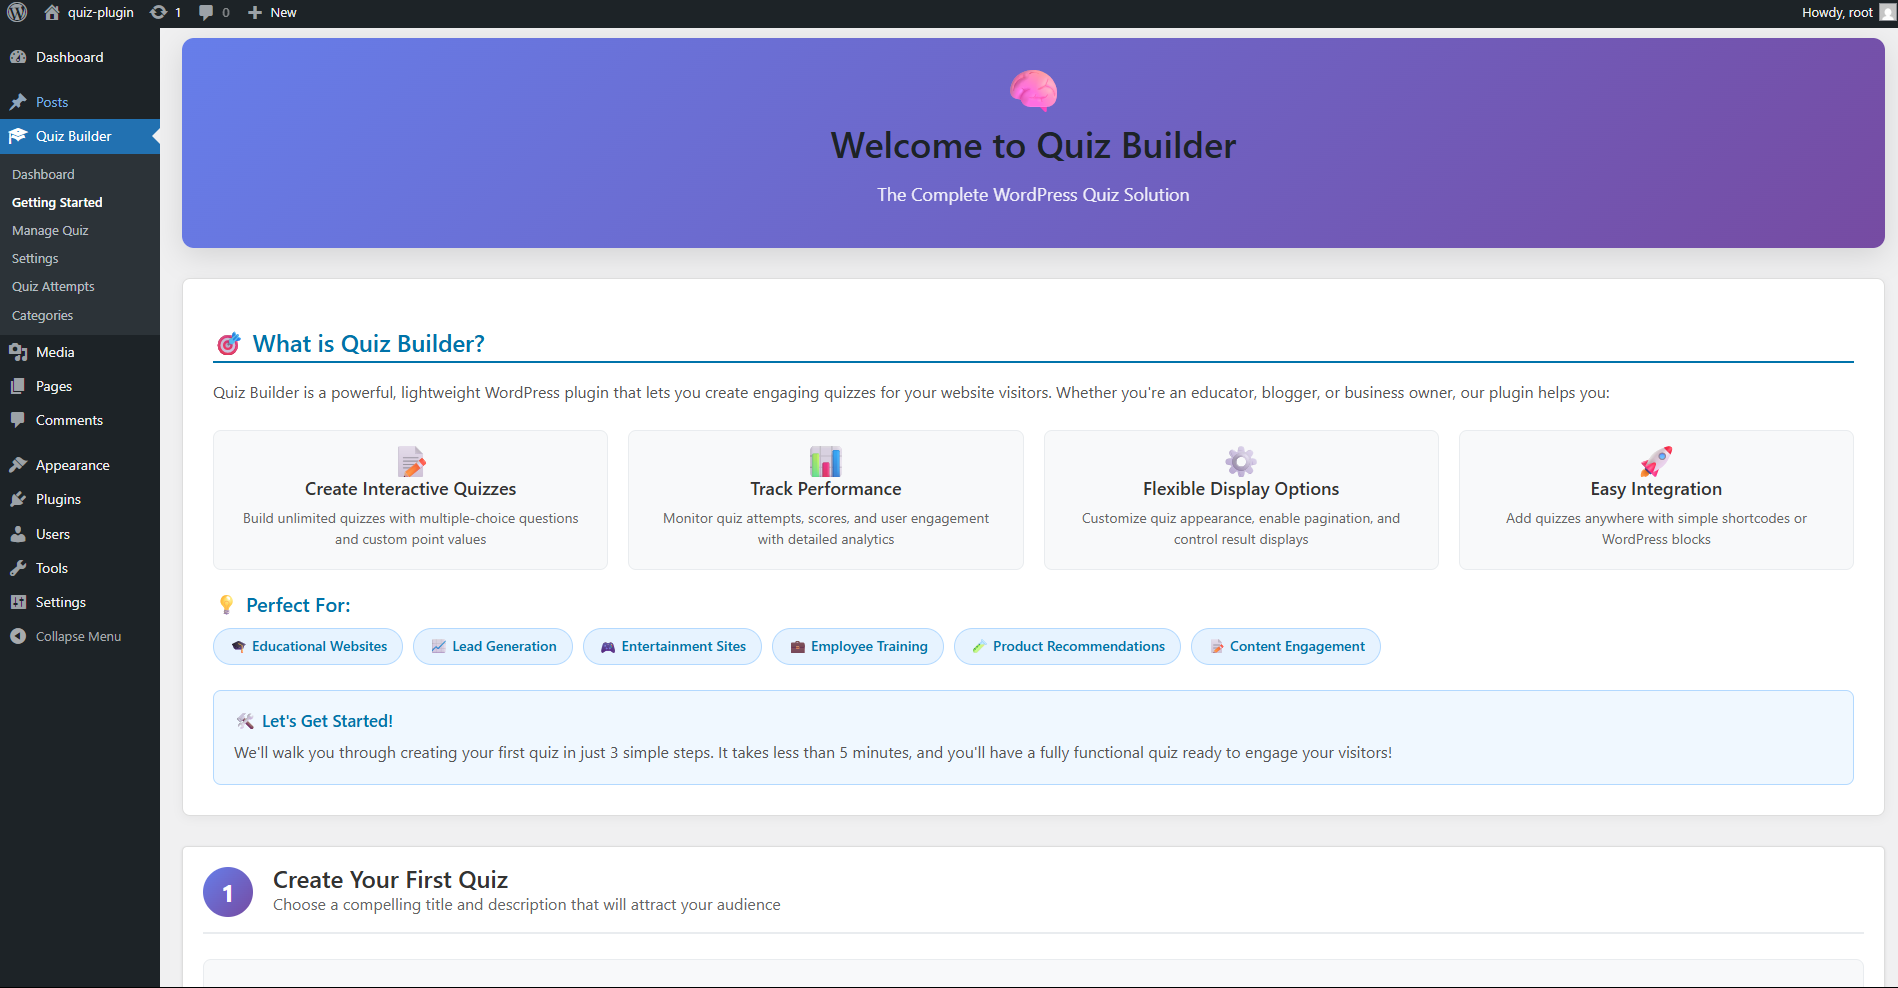 quiz-plugin
1
0
New
Howdy, root
Dashboard
Posts
Quiz Builder
Dashboard
Getting Started
Manage Quiz
Settings
Quiz Attempts
Categories
Media
Pages
Comments
Appearance
Plugins
Users
Tools
Settings
Collapse Menu
Welcome to Quiz Builder
The Complete WordPress Quiz Solution
What is Quiz Builder?
Quiz Builder is a powerful, lightweight WordPress plugin that lets you create engaging quizzes for your website visitors. Whether you're an educator, blogger, or business owner, our plugin helps you:
Create Interactive Quizzes
Build unlimited quizzes with multiple-choice questions
and custom point values
Track Performance
Monitor quiz attempts, scores, and user engagement
with detailed analytics
Flexible Display Options
Customize quiz appearance, enable pagination, and
control result displays
Easy Integration
Add quizzes anywhere with simple shortcodes or
WordPress blocks
Perfect For:
Educational Websites
Lead Generation
Entertainment Sites
Employee Training
Product Recommendations
Content Engagement
Let's Get Started!
We'll walk you through creating your first quiz in just 3 simple steps. It takes less than 5 minutes, and you'll have a fully functional quiz ready to engage your visitors!
1
Create Your First Quiz
Choose a compelling title and description that will attract your audience